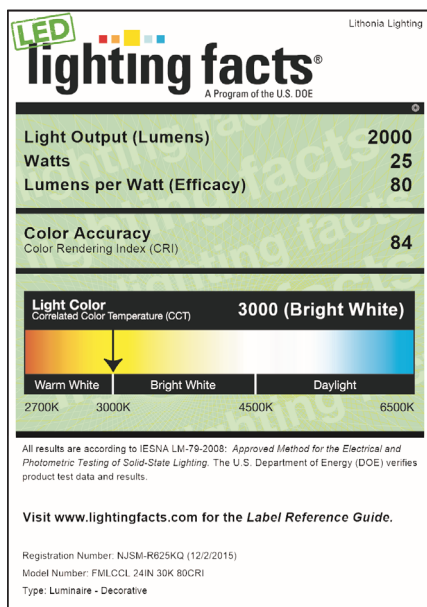 LED
Lithonia Lighting
lighting facts®
A Program of the U.S. DOE
Light Output (Lumens) 2000
Watts 25
Lumens per Watt (Efficacy) 80
Color Accuracy
Color Rendering Index (CRI) 84
Light Color
Correlated Color Temperature (CCT) 3000 (Bright White)
Warm White Bright White Daylight
2700K 3000K 4500K 6500K
All results are according to IESNA LM-79-2008: Approved Method for the Electrical and
Photometric Testing of Solid-State Lighting. The U.S. Department of Energy (DOE) verifies
product test data and results.
Visit www.lightingfacts.com for the Label Reference Guide.
Registration Number: NJSM-R625KQ (12/2/2015)
Model Number: FMLCCL 24IN 30K 80CRI
Type: Luminaire - Decorative